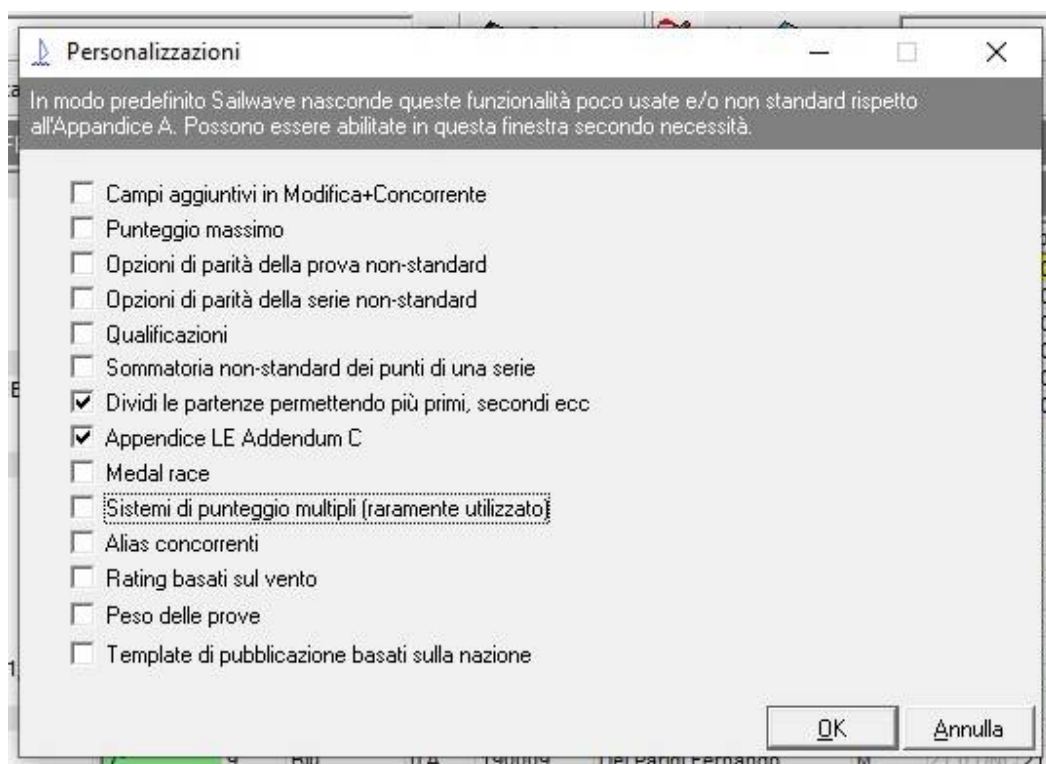 Personalizzazioni
In modo predefinito Sailwave nasconde queste funzionalità poco usate e/o non standard rispetto
all'Appandice A. Possono essere abilitate in questa finestra secondo necessità.
Campi aggiuntivi in Modifica+Concorrente
Punteggio massimo
Opzioni di parità della prova non-standard
Opzioni di parità della serie non-standard
Qualificazioni
Sommatoria non-standard dei punti di una serie
Dividi le partenze permettendo più primi, secondi ecc
Appendice LE Addendum C
Medal race
Sistemi di punteggio multipli (raramente utilizzato)
Alias concorrenti
Rating basati sul vento
Peso delle prove
Template di pubblicazione basati sulla nazione
OK Annulla